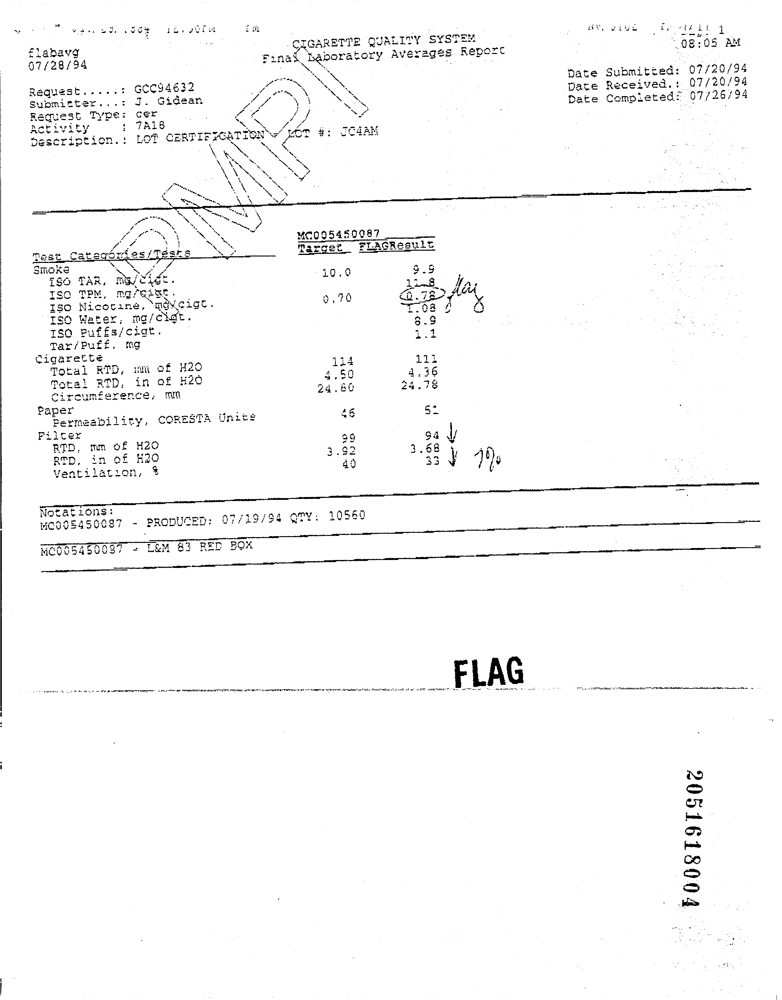 CIGARETTE QUALITY SYSTEM
1
flabavg
Final Laboratory Averages Report
08:05 AM
07/28/94
Date Submitted: 07/20/94
Request.....: GCC94632
Date Received.: 07/20/94
Submitter...: J. Gidean
Date Completed: 07/26/94
Request Type: cer
Activity    : 7A18
Description.: LOT CERTIFICATION - LOT #: JC4AM
PMPI
MC005450087
Test Categories/Tests Target FLAGResult
Smoke
ISO TAR, mg/cigt. 10.0 9.9
ISO TPM, mg/cigt. 11.8
ISO Nicotine, mg/cigt. 0.70 0.78
ISO Water, mg/cigt. 1.08
ISO Puffs/cigt. 8.9
Tar/Puff, mg 1.1
Cigarette
Total RTD, mm of H2O 114 111
Total RTD, in of H2O 4.50 4.36
Circumference, mm 24.80 24.78
Paper
Permeability, CORESTA Units 46 51
Filter
RTD, mm of H2O 99 94 ↓
RTD, in of H2O 3.92 3.68
Ventilation, % 40 33 ↓ 7%
Notations:
MC005450087 - PRODUCED: 07/19/94 QTY: 10560
MC005450087 - L&M 83 RED BOX
FLAG
2051618004